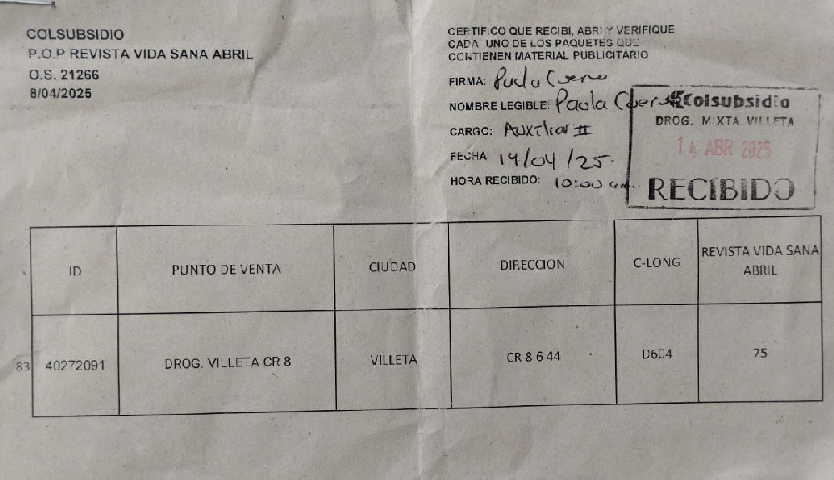 COLSUBSIDIO
P.O.P REVISTA VIDA SANA ABRIL
O.S. 21266
8/04/2025
CERTIFICO QUE RECIBI, ABRI Y VERIFIQUE
CADA UNO DE LOS PAQUETES QUE
CONTIENEN MATERIAL PUBLICITARIO
FIRMA: Paola
NOMBRE LEGIBLE: Paola
CARGO: Auxiliar II
FECHA 14/04/25.
HORA RECIBIDO: 10:00 am
Colsubsidio
DROG. MIXTA VILLETA
14 ABR 2025
RECIBIDO
ID PUNTO DE VENTA CIUDAD DIRECCION C-LONG REVISTA VIDA SANA ABRIL
83 40272091 DROG. VILLETA CR 8 VILLETA CR 8 6 44 D604 75